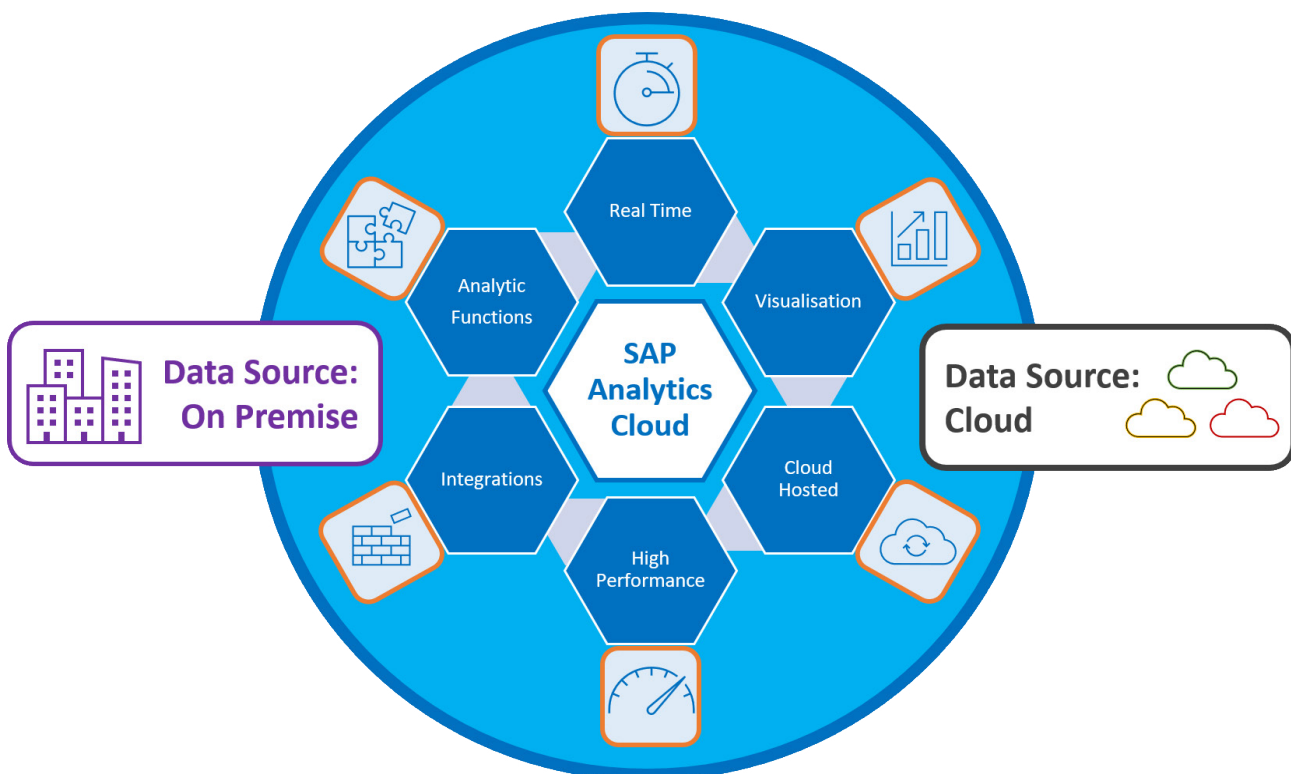 Real Time
Analytic
Functions
Visualisation
SAP
Analytics
Cloud
Data Source:
On Premise
Data Source:
Cloud
Integrations
Cloud
Hosted
High
Performance